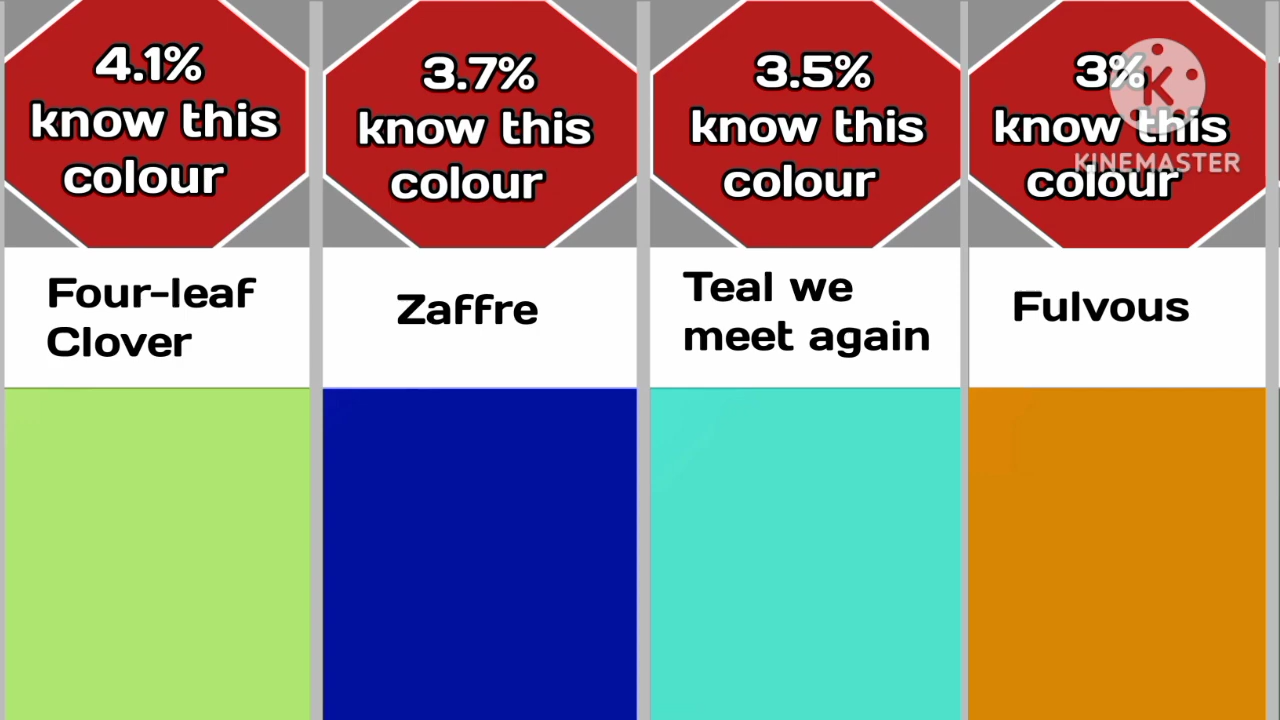 4.1%
know this
colour
3.7%
know this
colour
3.5%
know this
colour
3%
know this
colour
K
KINEMASTER
Four-leaf
Clover
Zaffre
Teal we
meet again
Fulvous